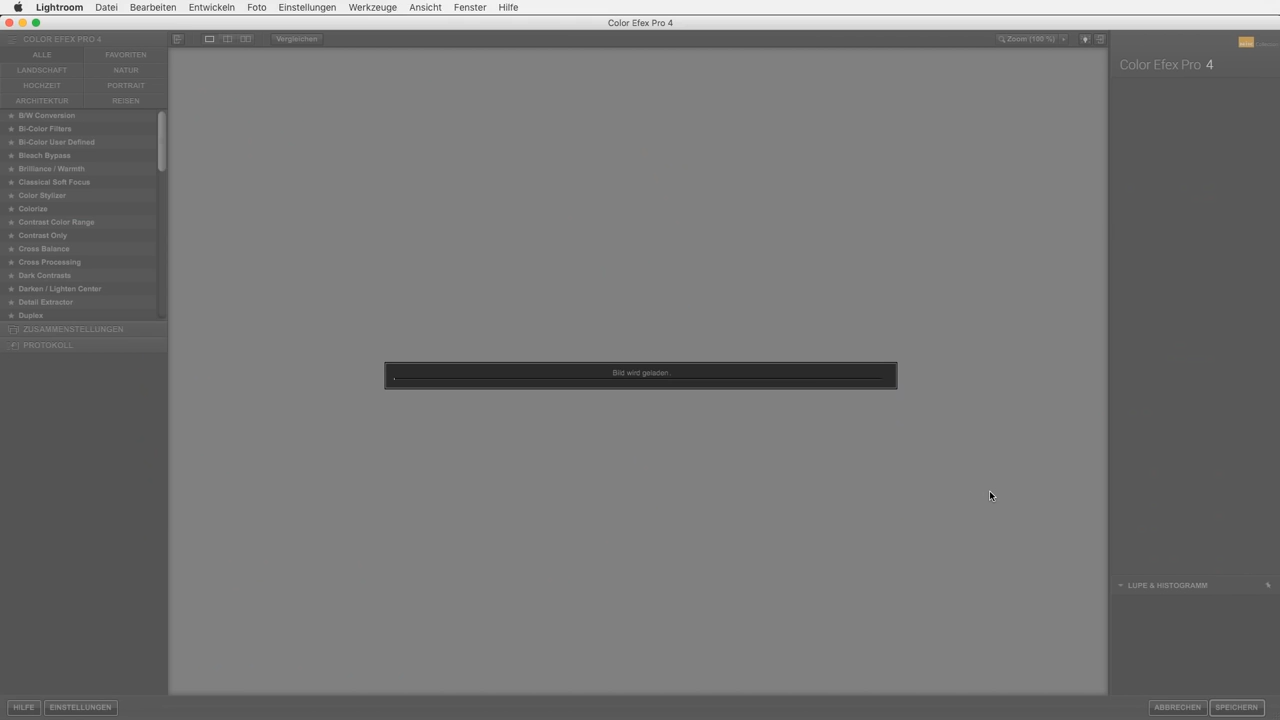 Lightroom Datei Bearbeiten Entwickeln Foto Einstellungen Werkzeuge Ansicht Fenster Hilfe
Color Efex Pro 4
COLOR EFEX PRO 4
Vergleichen
Zoom (100 %)
ALLE FAVORITEN
LANDSCHAFT NATUR
HOCHZEIT PORTRAIT
ARCHITEKTUR REISEN
B/W Conversion
Bi-Color Filters
Bi-Color User Defined
Bleach Bypass
Brilliance / Warmth
Classical Soft Focus
Color Stylizer
Colorize
Contrast Color Range
Contrast Only
Cross Balance
Cross Processing
Dark Contrasts
Darken / Lighten Center
Detail Extractor
Duplex
ZUSAMMENSTELLUNGEN
PROTOKOLL
Bild wird geladen.
Color Efex Pro 4
LUPE & HISTOGRAMM
HILFE EINSTELLUNGEN
ABBRECHEN SPEICHERN